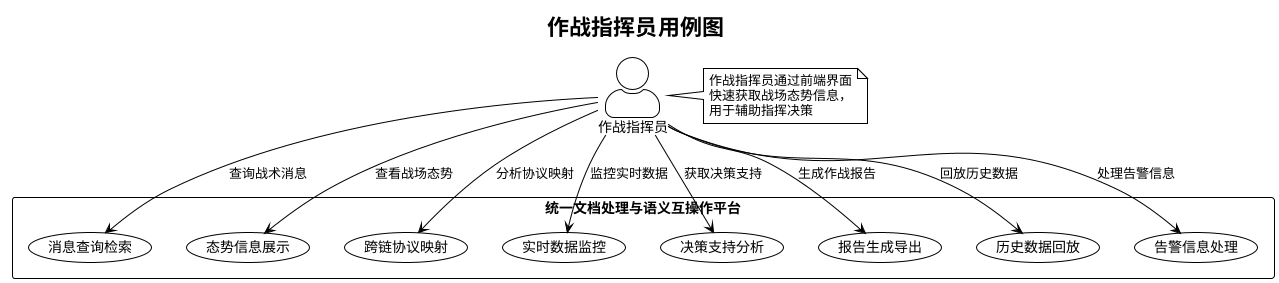 作战指挥员用例图
作战指挥员通过前端界面
快速获取战场态势信息，
用于辅助指挥决策
作战指挥员
查询战术消息
查看战场态势
分析协议映射
监控实时数据
获取决策支持
生成作战报告
回放历史数据
处理告警信息
统一文档处理与语义互操作平台
消息查询检索
态势信息展示
跨链协议映射
实时数据监控
决策支持分析
报告生成导出
历史数据回放
告警信息处理